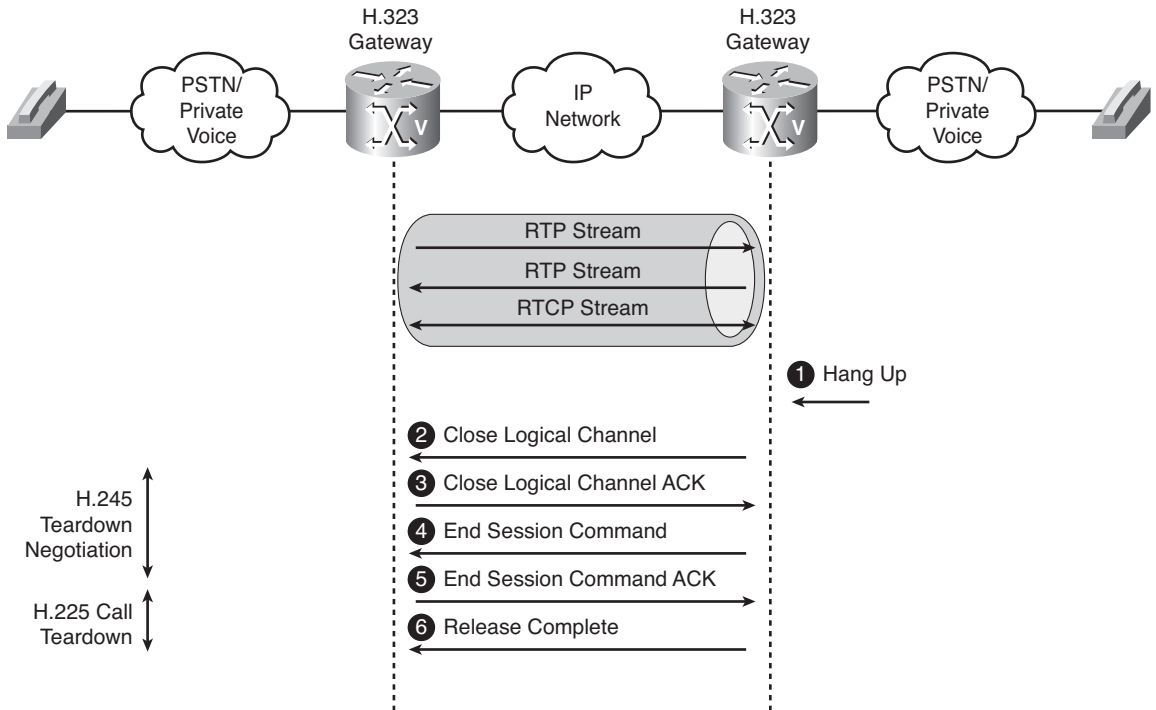 H.323
Gateway
H.323
Gateway
PSTN/
Private
Voice
V
IP
Network
V
PSTN/
Private
Voice
RTP Stream
RTP Stream
RTCP Stream
1 Hang Up
2 Close Logical Channel
3 Close Logical Channel ACK
H.245
Teardown
Negotiation
4 End Session Command
5 End Session Command ACK
H.225 Call
Teardown
6 Release Complete